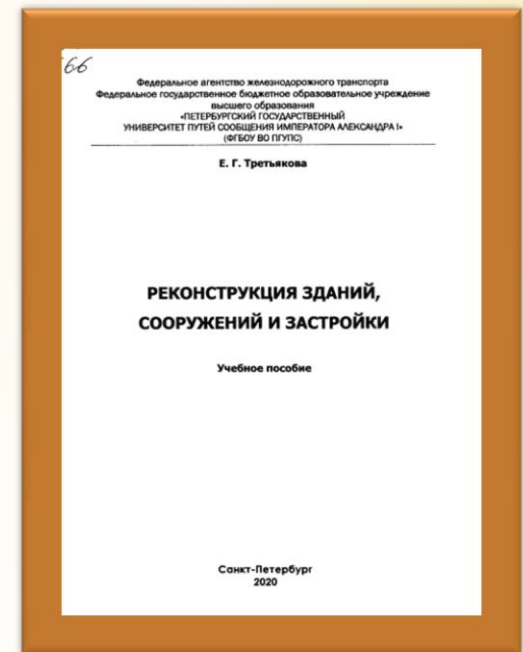 66
Федеральное агентство железнодорожного транспорта
Федеральное государственное бюджетное образовательное учреждение
высшего образования
«ПЕТЕРБУРГСКИЙ ГОСУДАРСТВЕННЫЙ
УНИВЕРСИТЕТ ПУТЕЙ СООБЩЕНИЯ ИМПЕРАТОРА АЛЕКСАНДРА I»
(ФГБОУ ВО ПГУПС)
Е. Г. Третьякова
РЕКОНСТРУКЦИЯ ЗДАНИЙ,
СООРУЖЕНИЙ И ЗАСТРОЙКИ
Учебное пособие
Санкт-Петербург
2020